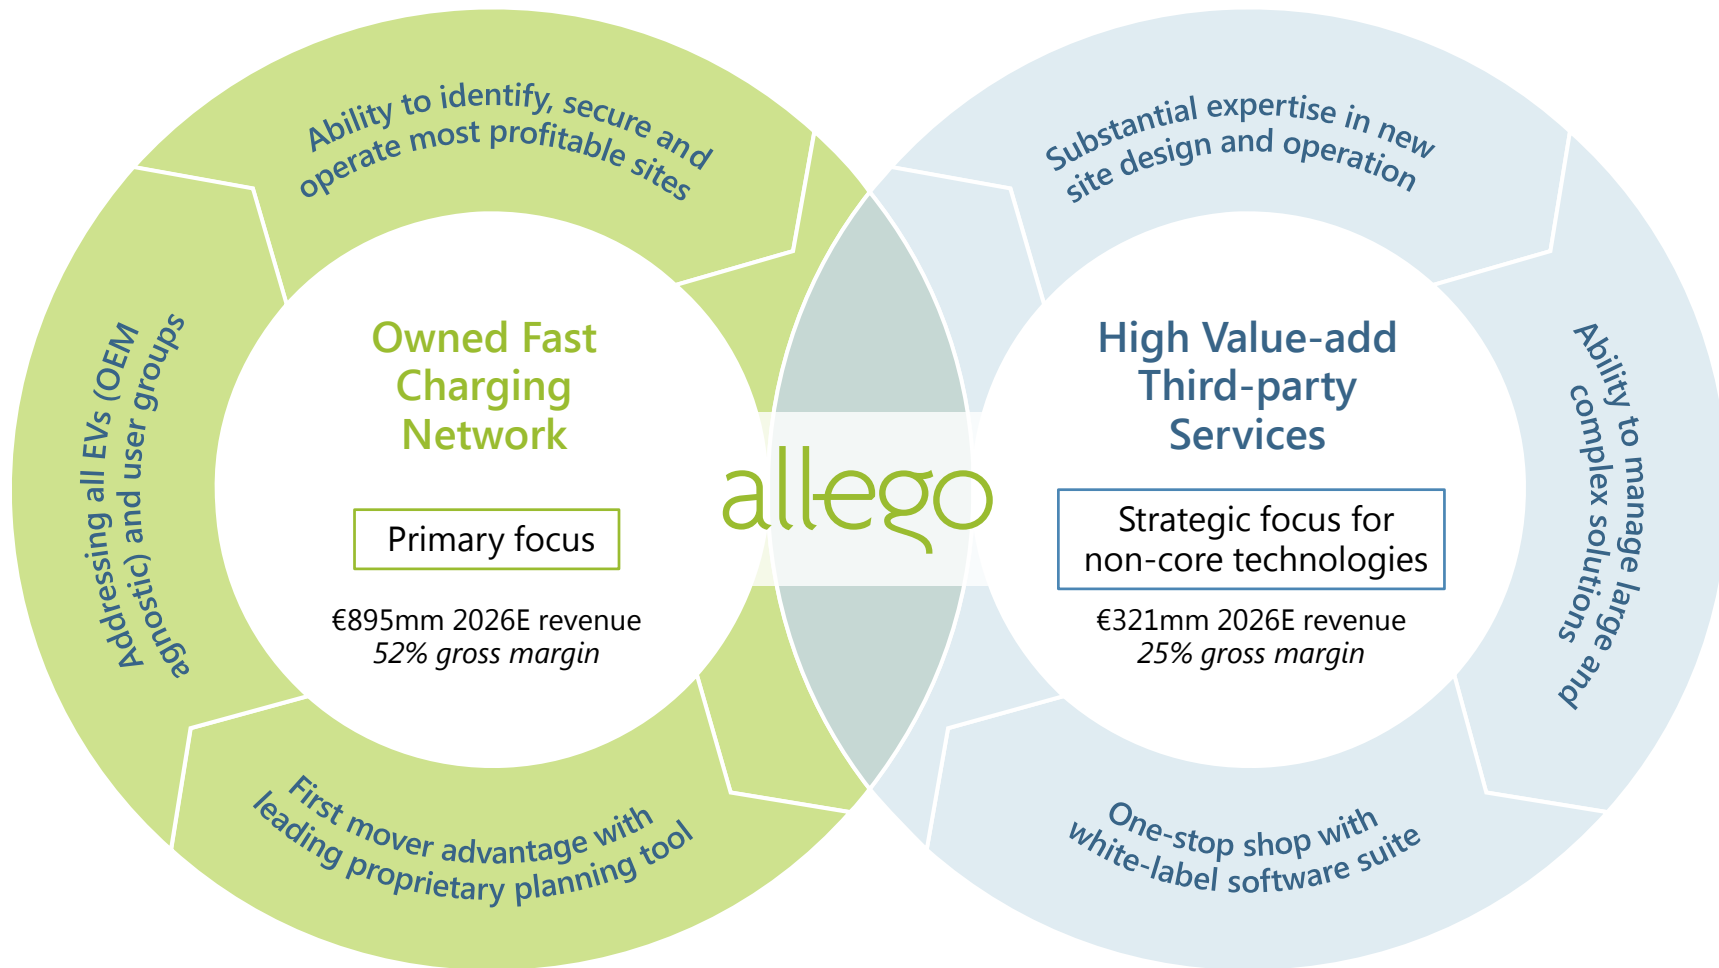 Ability to identify, secure and
operate most profitable sites
Addressing all EVs (OEM
agnostic) and user groups
First mover advantage with
leading proprietary planning tool
Owned Fast
Charging
Network
Primary focus
€895mm 2026E revenue
52% gross margin
allego
Substantial expertise in new
site design and operation
Ability to manage large and
complex solutions
One-stop shop with
white-label software suite
High Value-add
Third-party
Services
Strategic focus for
non-core technologies
€321mm 2026E revenue
25% gross margin